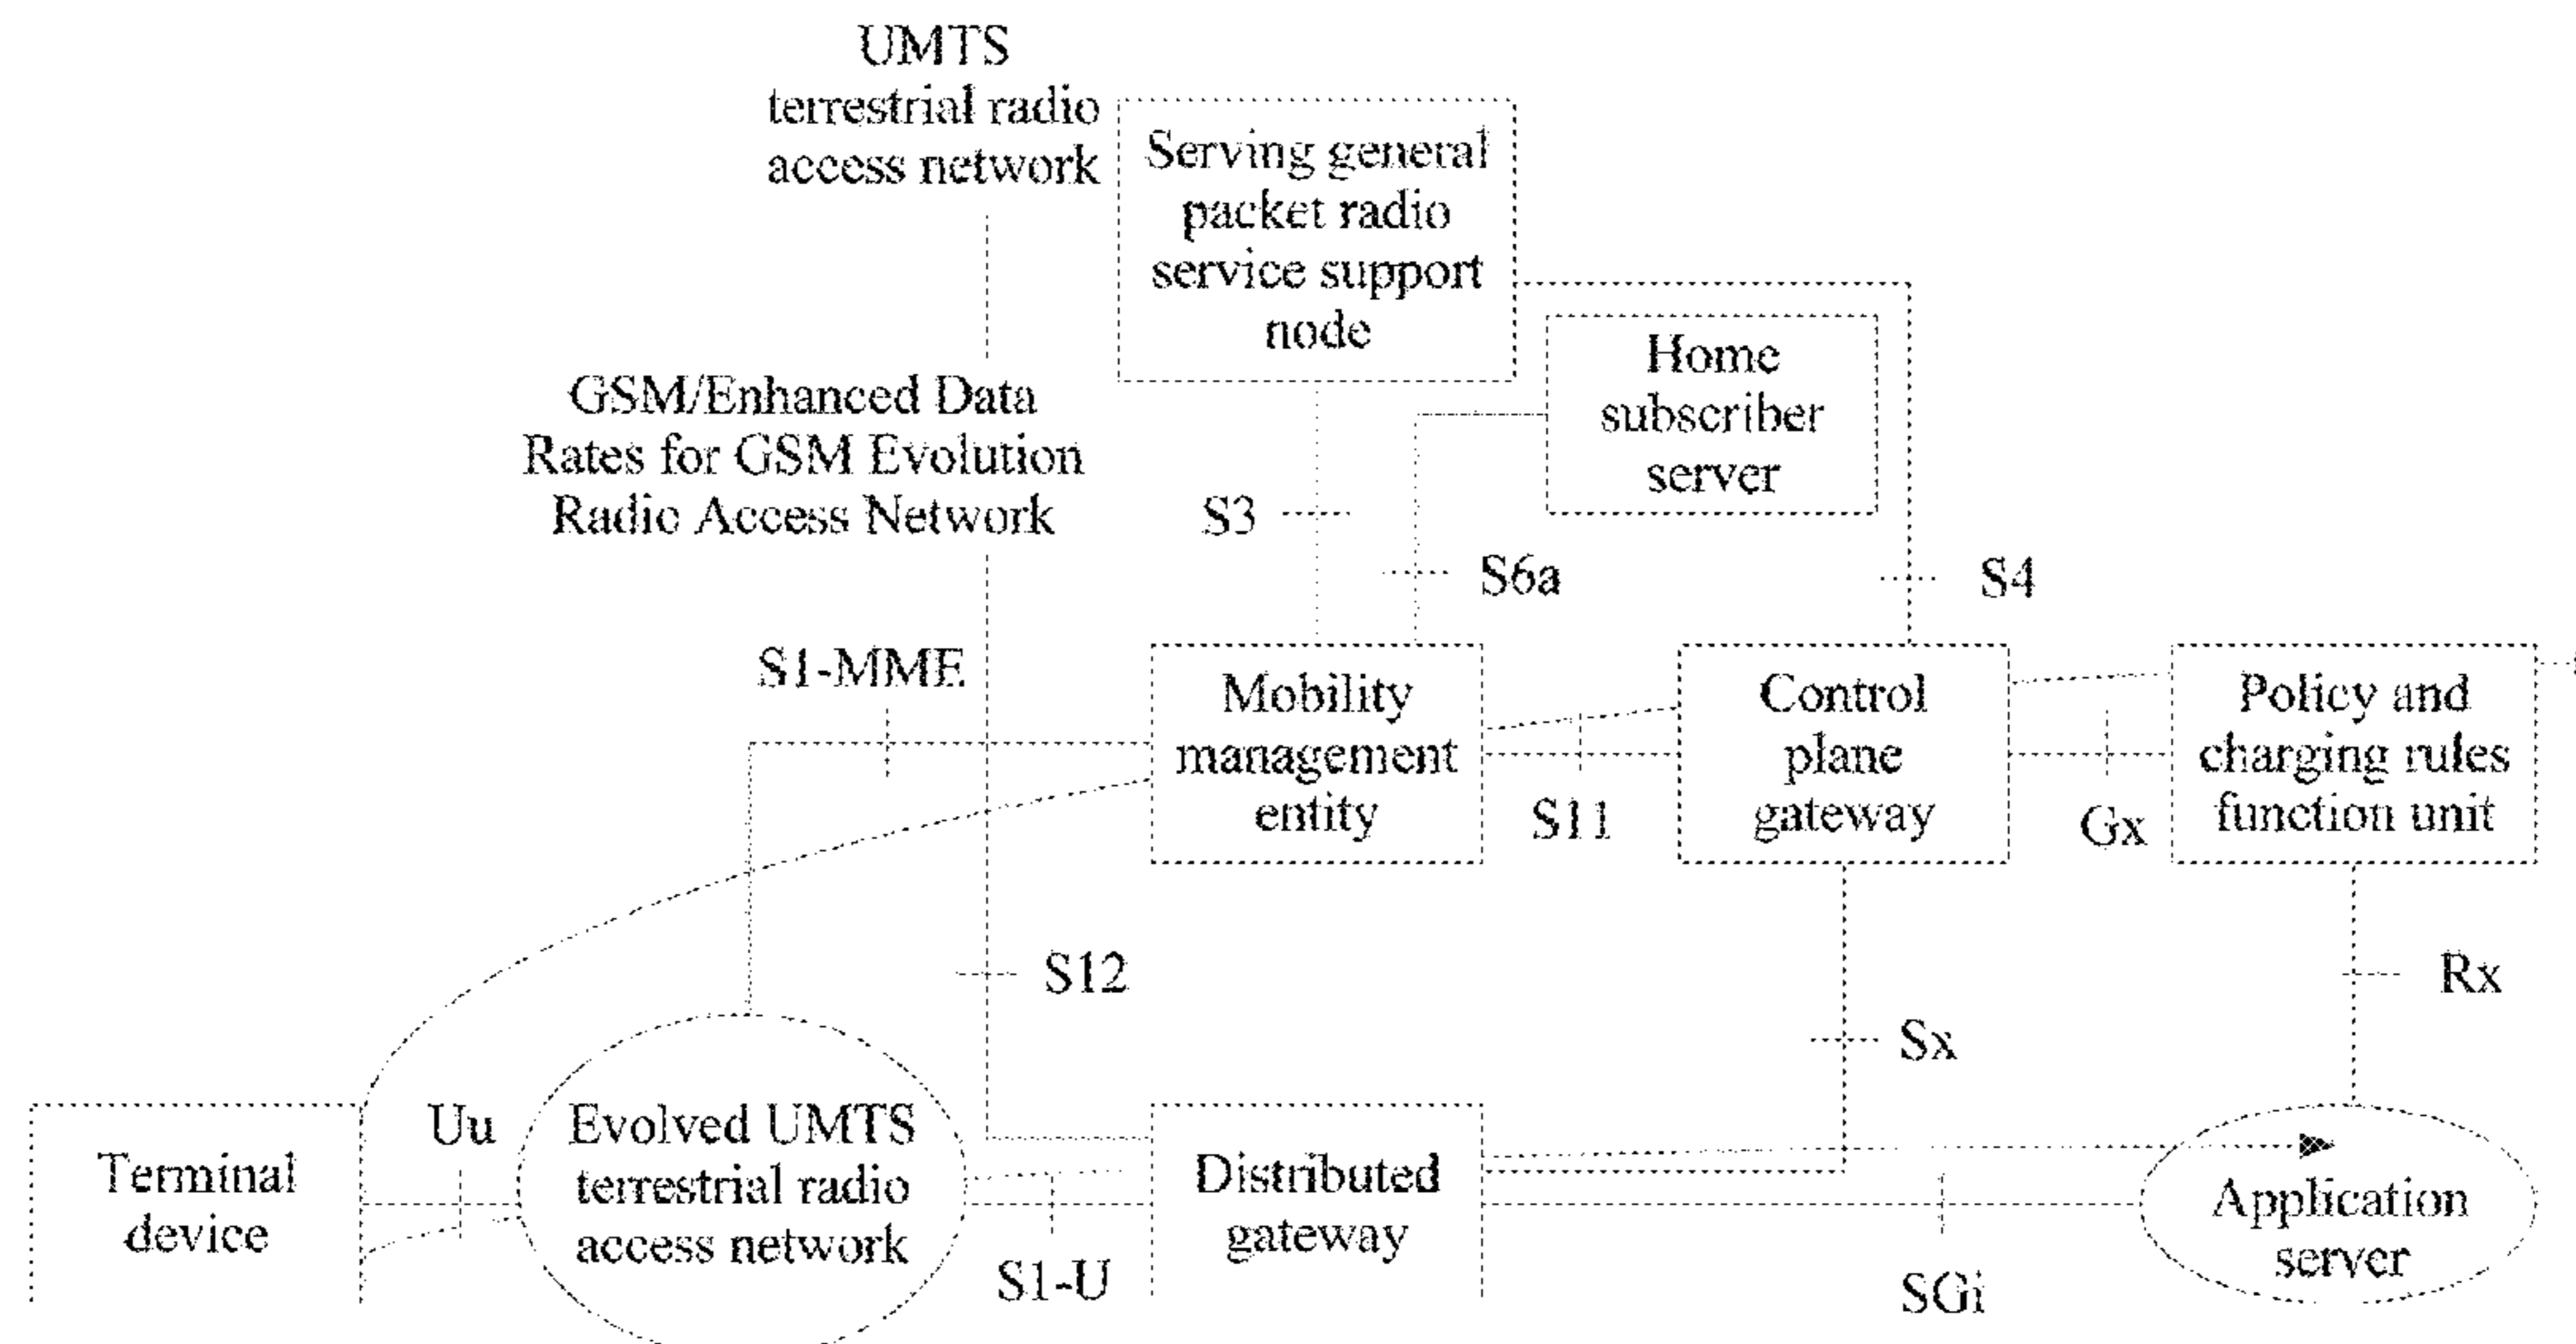 UMTS
terrestrial radio
access network
Serving general
packet radio
service support
node
Home
subscriber
server
GSM/Enhanced Data
Rates for GSM Evolution
Radio Access Network
S3
S6a
S4
S1-MME
Mobility
management
entity
S11
Control
plane
gateway
Gx
Policy and
charging rules
function unit
S12
Rx
Sx
Terminal
device
Uu
Evolved UMTS
terrestrial radio
access network
S1-U
Distributed
gateway
SGi
Application
server